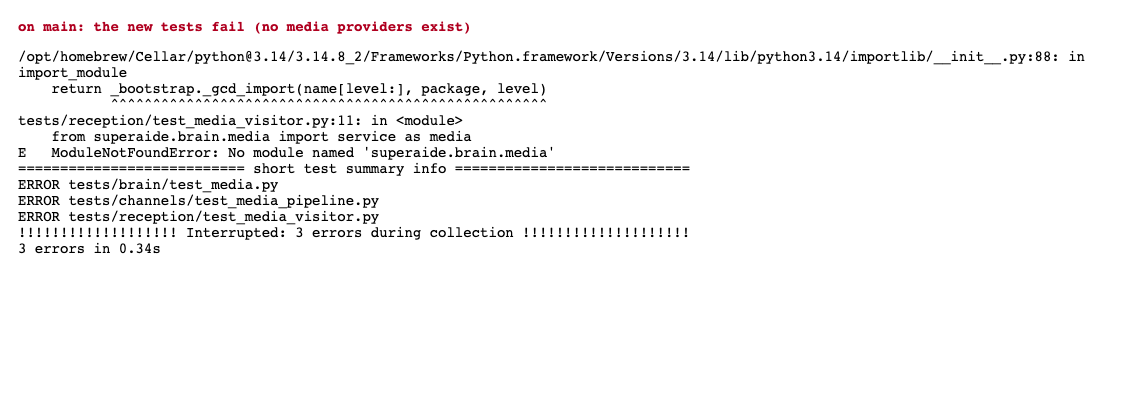 on main: the new tests fail (no media providers exist)
/opt/homebrew/Cellar/python@3.14/3.14.8_2/Frameworks/Python.framework/Versions/3.14/lib/python3.14/importlib/__init__.py:88: in
import_module
    return _bootstrap._gcd_import(name[level:], package, level)
           ^^^^^^^^^^^^^^^^^^^^^^^^^^^^^^^^^^^^^^^^^^^^^^^^^^^^
tests/reception/test_media_visitor.py:11: in <module>
    from superaide.brain.media import service as media
E   ModuleNotFoundError: No module named 'superaide.brain.media'
=========================== short test summary info ============================
ERROR tests/brain/test_media.py
ERROR tests/channels/test_media_pipeline.py
ERROR tests/reception/test_media_visitor.py
!!!!!!!!!!!!!!!!!!! Interrupted: 3 errors during collection !!!!!!!!!!!!!!!!!!!!
3 errors in 0.34s